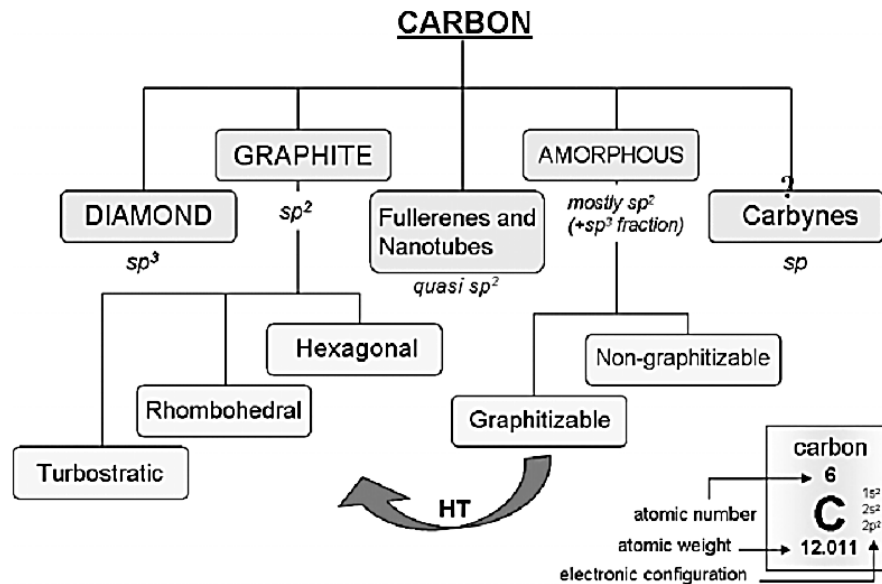 CARBON
GRAPHITE
AMORPHOUS
DIAMOND
sp³
sp²
Fullerenes and
Nanotubes
quasi sp²
mostly sp²
(+sp³ fraction)
?
Carbynes
sp
Hexagonal
Rhombohedral
Turbostratic
Non-graphitizable
Graphitizable
HT
carbon
6
C
1s²
2s²
2p²
12.011
atomic number
atomic weight
electronic configuration